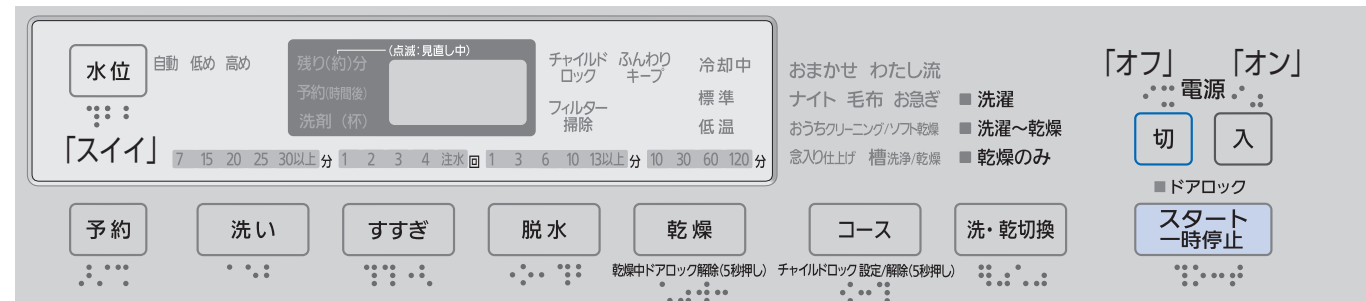 (点滅:見直し中)
水位 自動 低め 高め
残り(約)分
予約(時間後)
洗剤(杯)
チャイルドロック ふんわりキープ 冷却中
標準
フィルター掃除 低温
「スイイ」
7 15 20 25 30以上 分 1 2 3 4 注水 回 1 3 6 10 13以上 分 10 30 60 120 分
おまかせ わたし流
ナイト 毛布 お急ぎ ■洗濯
おうちクリーニング/ソフト乾燥 ■洗濯~乾燥
念入り仕上げ 槽洗浄/乾燥 ■乾燥のみ
「オフ」 「オン」
電源
切 入
■ドアロック
スタート
一時停止
予約 洗い すすぎ 脱水 乾燥 コース 洗・乾切換
乾燥中ドアロック解除(5秒押し) チャイルドロック 設定/解除(5秒押し)